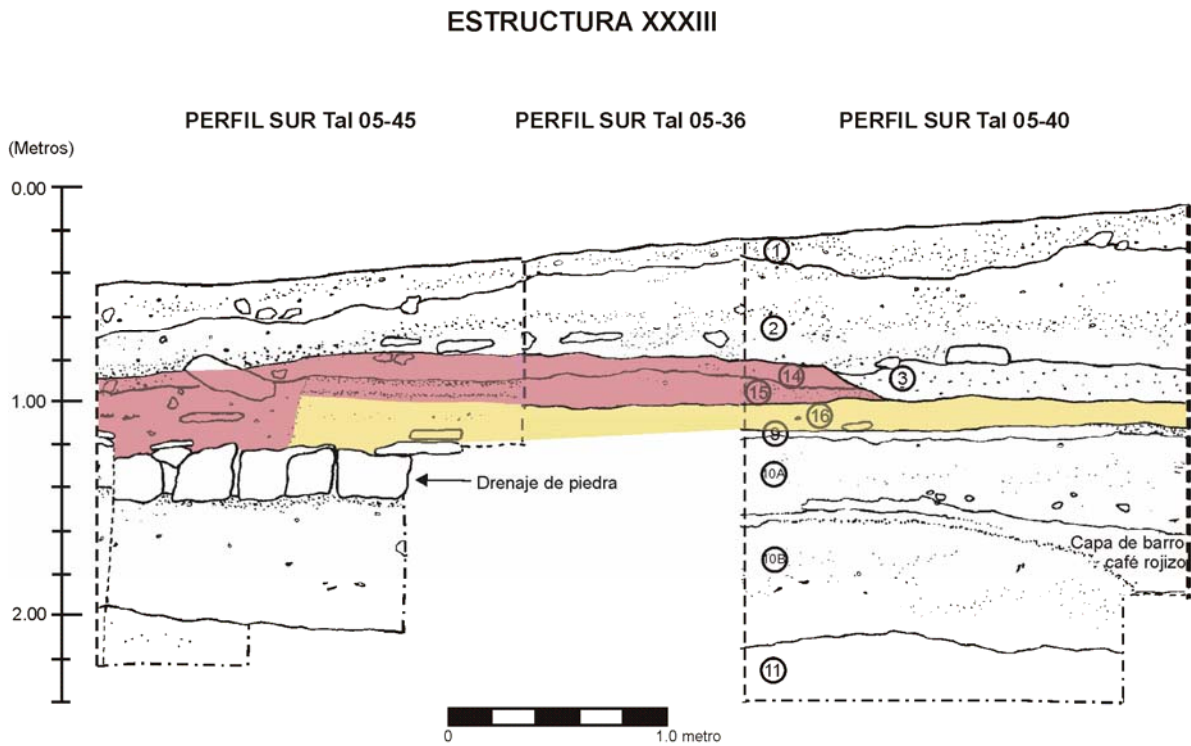 ESTRUCTURA XXXIII
PERFIL SUR Tal 05-45
PERFIL SUR Tal 05-36
PERFIL SUR Tal 05-40
(Metros)
0.00
1
2
14
3
15
1.00
16
9
10A
Drenaje de piedra
Capa de barro
café rojizo
10B
2.00
11
0
1.0 metro